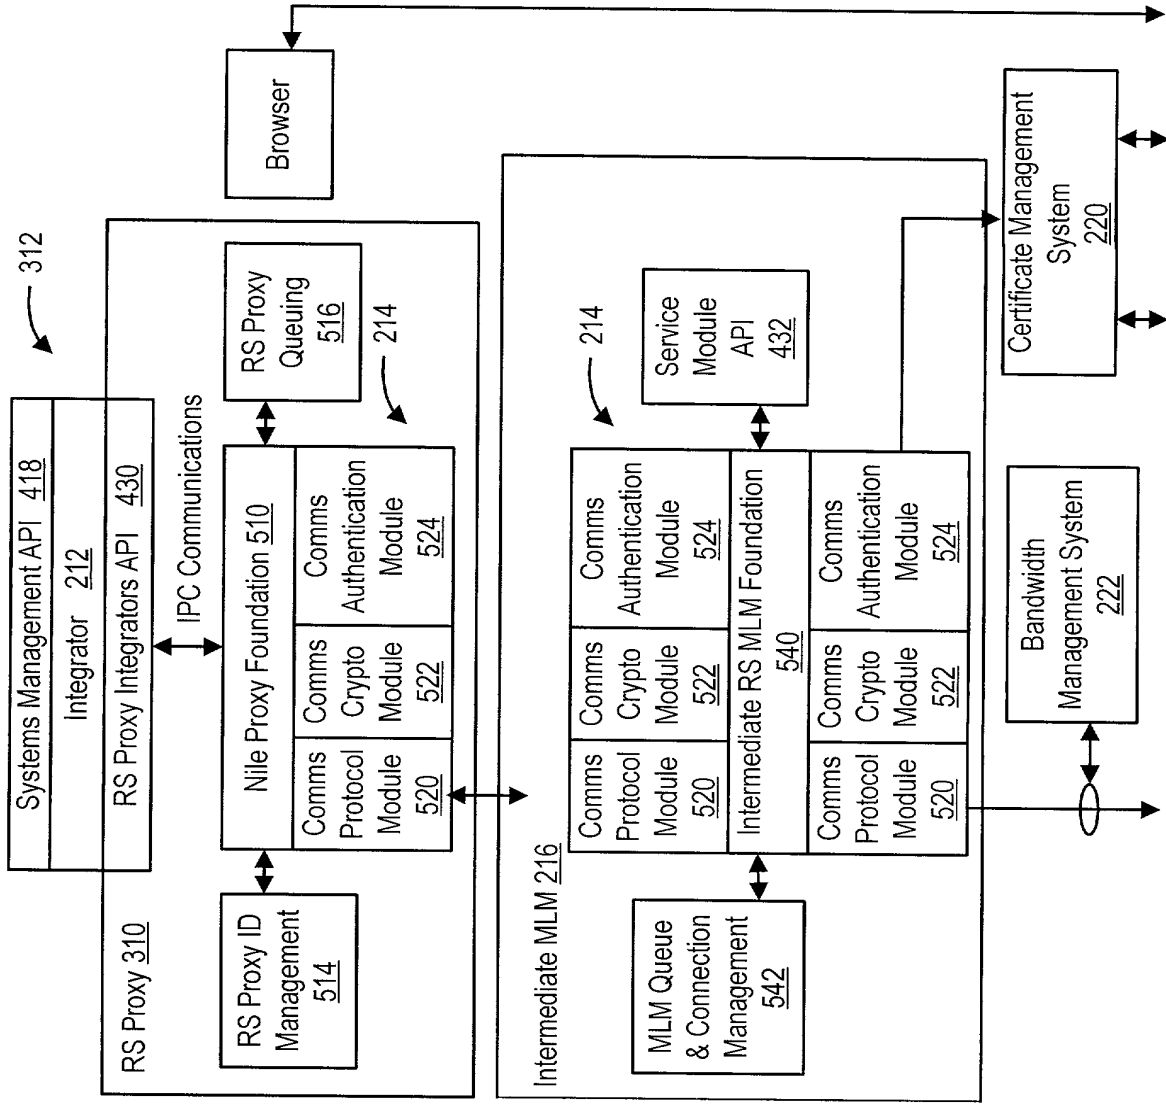 312
Systems Management API 418
Integrator 212
RS Proxy Integrators API 430
IPC Communications
RS Proxy 310
RS Proxy ID
Management
514
Nile Proxy Foundation 510
Comms
Protocol
Module
520
Comms
Crypto
Module
522
Comms
Authentication
Module
524
RS Proxy
Queuing
516
214
Browser
Intermediate MLM 216
MLM Queue
& Connection
Management
542
Comms
Protocol
Module
520
Comms
Crypto
Module
522
Comms
Authentication
Module
524
214
Intermediate RS MLM Foundation
540
Comms
Protocol
Module
520
Comms
Crypto
Module
522
Comms
Authentication
Module
524
Service
Module
API
432
Bandwidth
Management System
222
Certificate Management
System
220